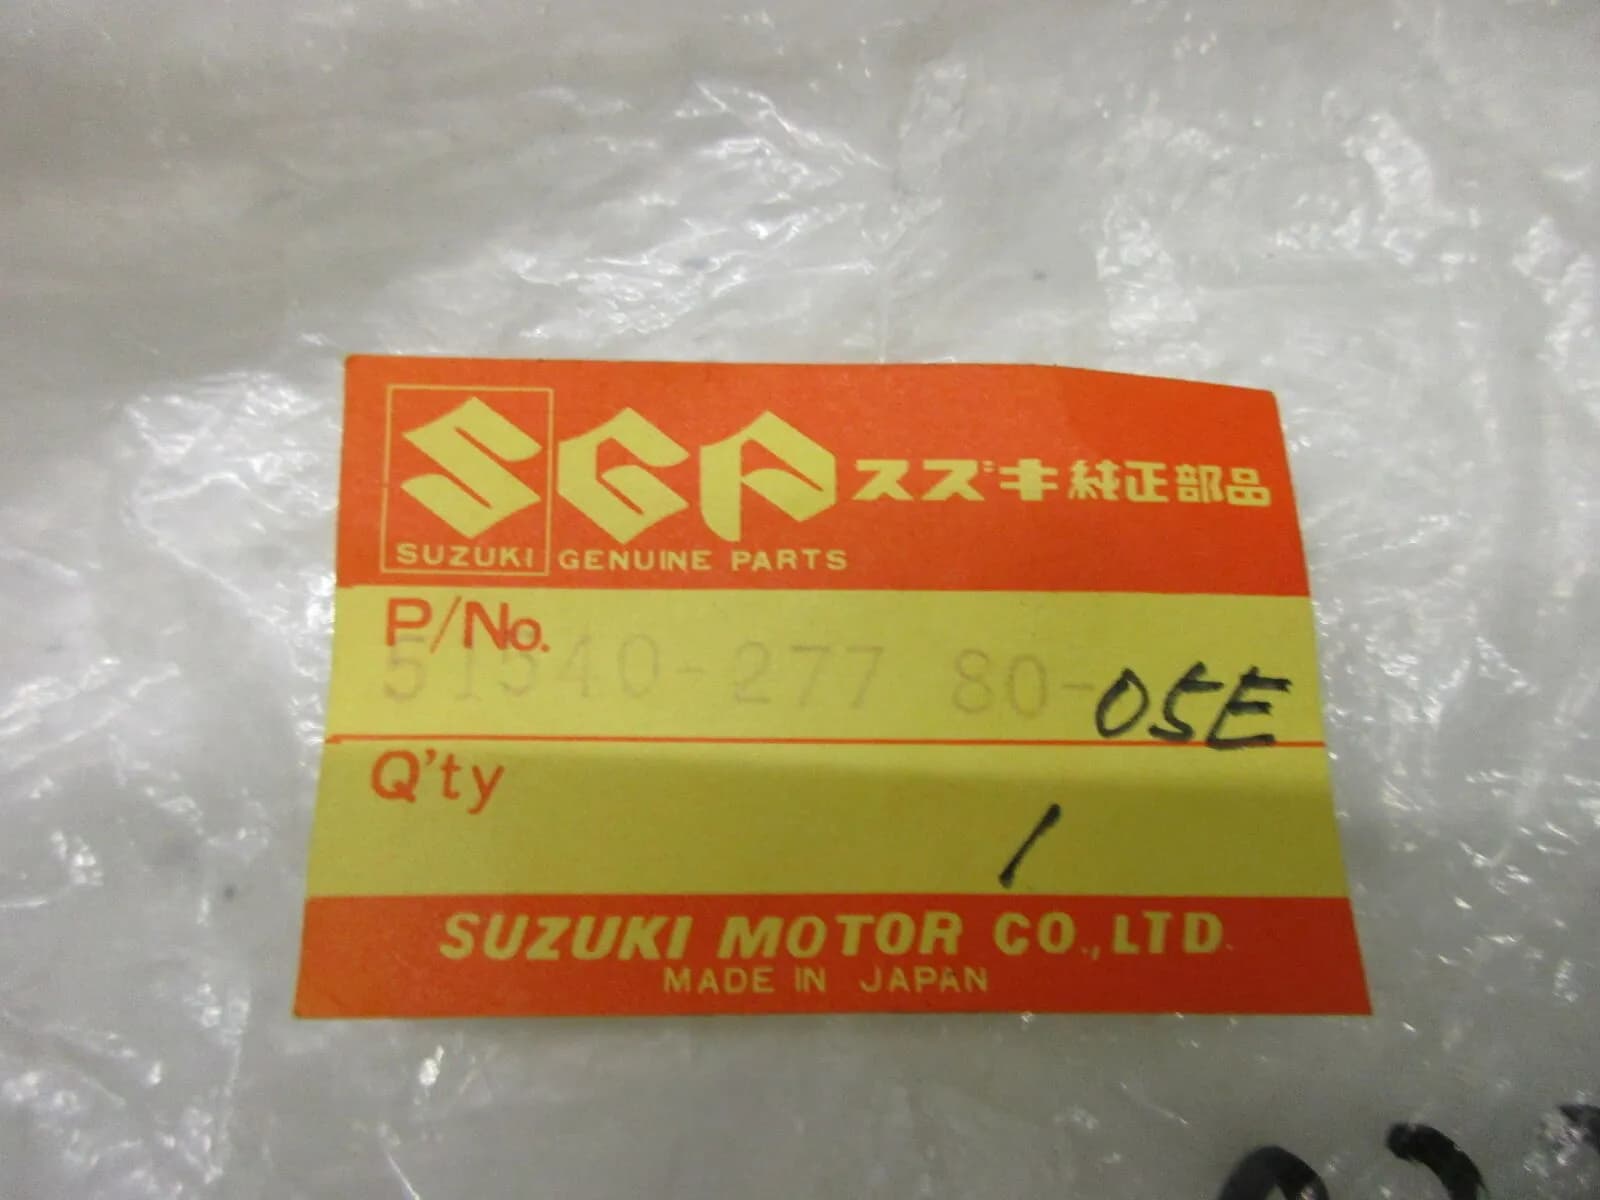 SGP スズキ純正部品
SUZUKI GENUINE PARTS
P/No.
51540-277 80-05E
Q'ty
1
SUZUKI MOTOR CO., LTD.
MADE IN JAPAN